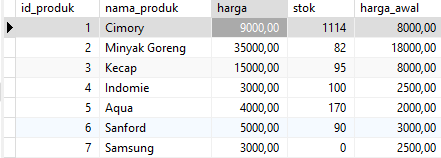 id_produk nama_produk harga stok harga_awal
1 Cimory 9000,00 1114 8000,00
2 Minyak Goreng 35000,00 82 18000,00
3 Kecap 15000,00 95 8000,00
4 Indomie 3000,00 100 2500,00
5 Aqua 4000,00 170 2000,00
6 Sanford 5000,00 90 3000,00
7 Samsung 3000,00 0 2500,00